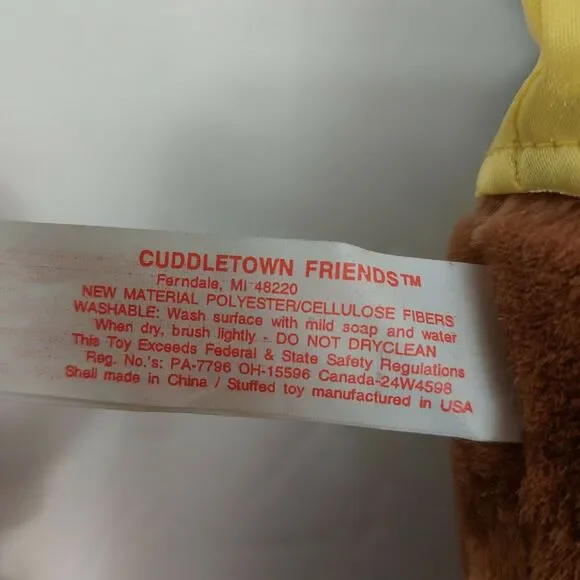 CUDDLETOWN FRIENDS™
Ferndale, MI 48220
NEW MATERIAL POLYESTER/CELLULOSE FIBERS
WASHABLE: Wash surface with mild soap and water
When dry, brush lightly - DO NOT DRYCLEAN
This Toy Exceeds Federal & State Safety Regulations
Reg. No.'s: PA-7796 OH-15596 Canada-24W4598
Shell made in China / Stuffed toy manufactured in USA